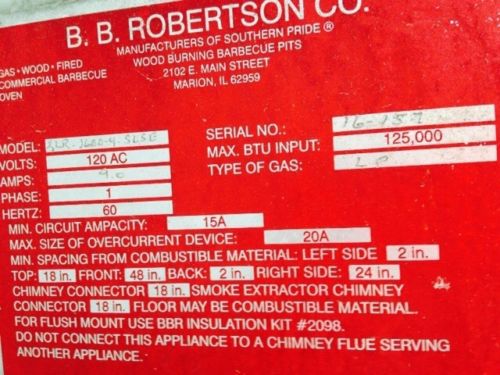 B. B. ROBERTSON CO.
MANUFACTURERS OF SOUTHERN PRIDE ®
WOOD BURNING BARBECUE PITS
2102 E. MAIN STREET
MARION, IL 62959
GAS • WOOD • FIRED
COMMERCIAL BARBECUE
OVEN
MODEL:
VOLTS: 120 AC
AMPS: 9.0
PHASE: 1
HERTZ: 60
SERIAL NO.:
MAX. BTU INPUT: 125,000
TYPE OF GAS: LP
MIN. CIRCUIT AMPACITY: 15A
MAX. SIZE OF OVERCURRENT DEVICE: 20A
MIN. SPACING FROM COMBUSTIBLE MATERIAL: LEFT SIDE 2 in.
TOP: 18 in. FRONT: 48 in. BACK: 2 in. RIGHT SIDE: 24 in.
CHIMNEY CONNECTOR 18 in. SMOKE EXTRACTOR CHIMNEY
CONNECTOR 18 in. FLOOR MAY BE COMBUSTIBLE MATERIAL.
FOR FLUSH MOUNT USE BBR INSULATION KIT #2098.
DO NOT CONNECT THIS APPLIANCE TO A CHIMNEY FLUE SERVING
ANOTHER APPLIANCE.